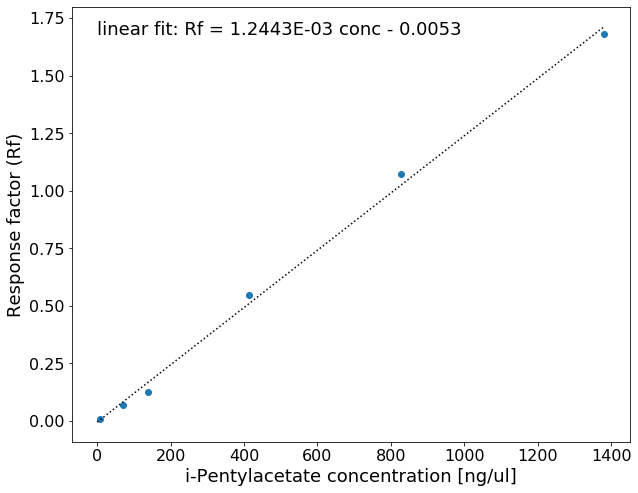 linear fit: Rf = 1.2443E-03 conc - 0.0053
1.75
1.50
1.25
1.00
0.75
0.50
0.25
0.00
Response factor (Rf)
0 200 400 600 800 1000 1200 1400
i-Pentylacetate concentration [ng/ul]